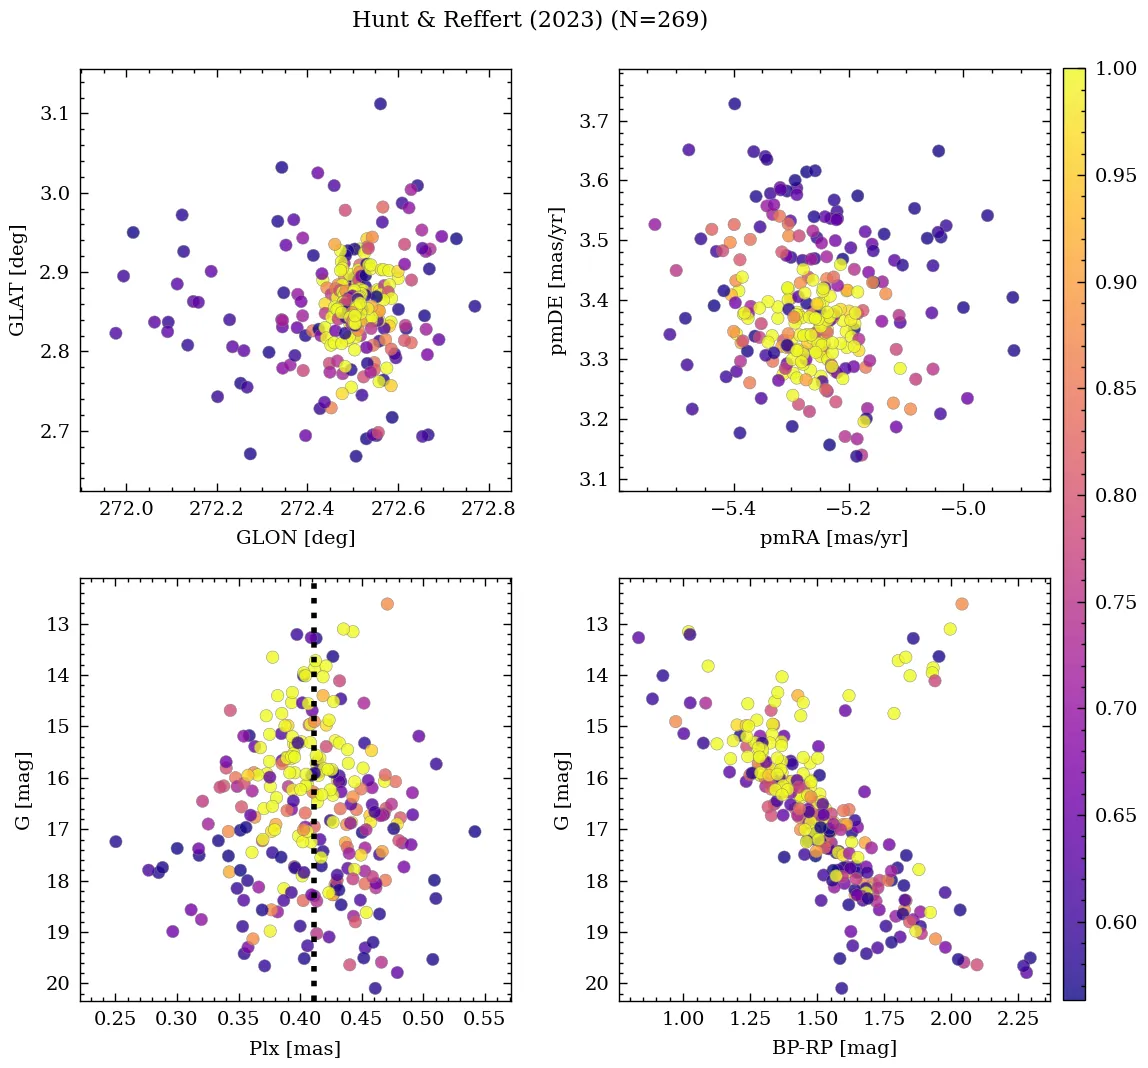 Hunt & Reffert (2023) (N=269)
3.1
3.0
2.9
2.8
2.7
GLAT [deg]
272.0 272.2 272.4 272.6 272.8
GLON [deg]
3.7
3.6
3.5
3.4
3.3
3.2
3.1
pmDE [mas/yr]
−5.4 −5.2 −5.0
pmRA [mas/yr]
13
14
15
16
17
18
19
20
G [mag]
0.25 0.30 0.35 0.40 0.45 0.50 0.55
Plx [mas]
13
14
15
16
17
18
19
20
G [mag]
1.00 1.25 1.50 1.75 2.00 2.25
BP-RP [mag]
1.00
0.95
0.90
0.85
0.80
0.75
0.70
0.65
0.60